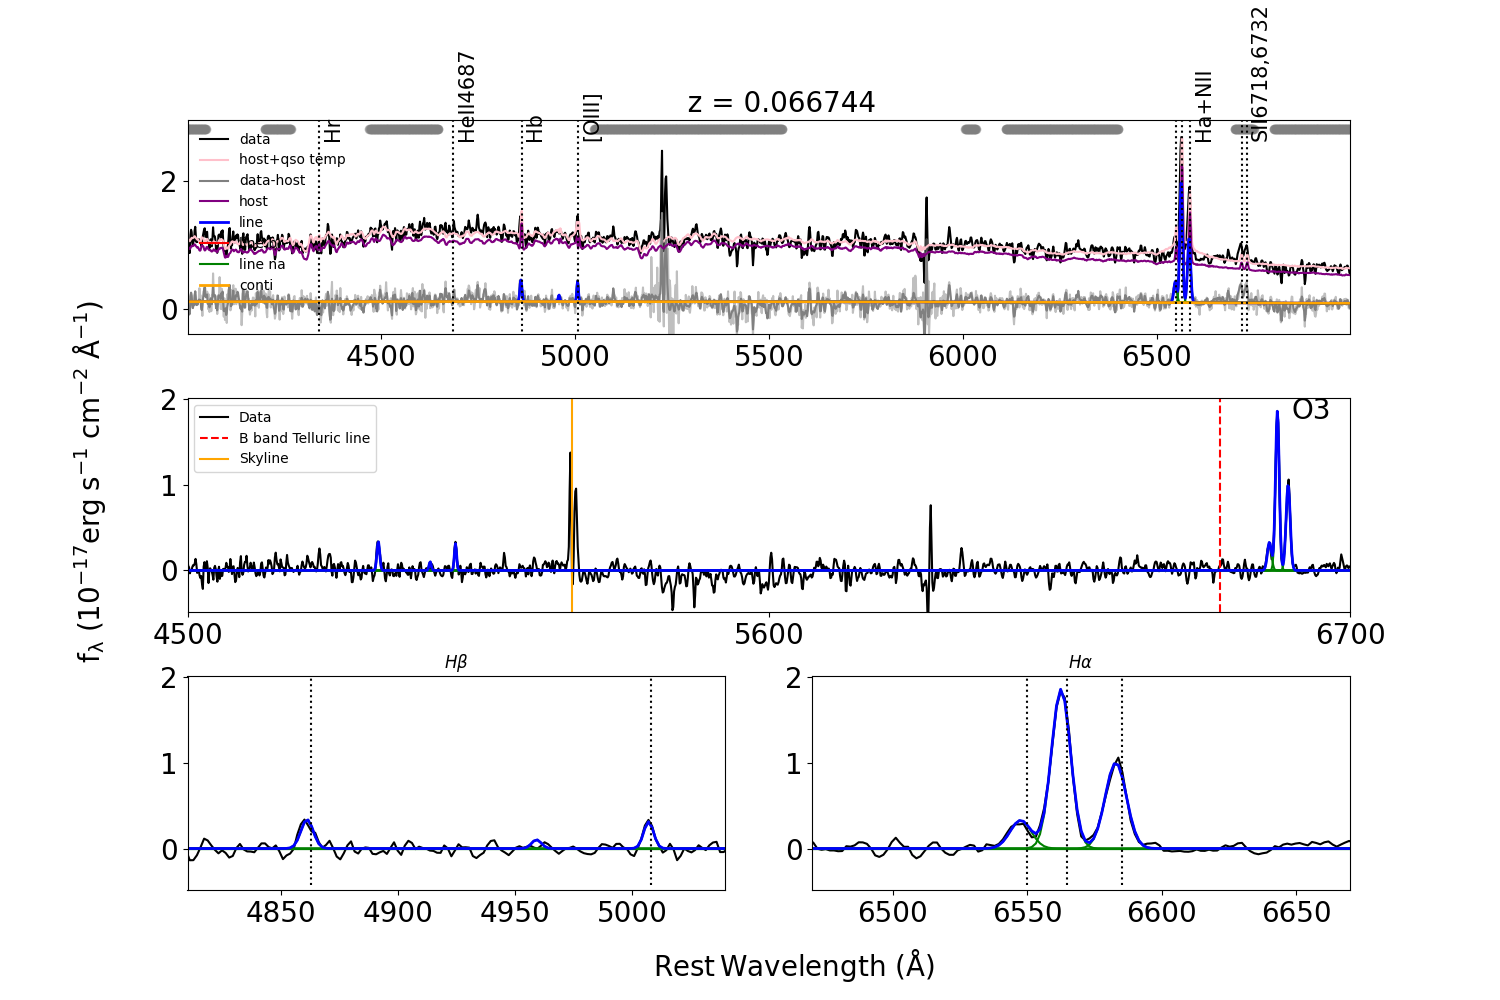 z = 0.066744
Hr
HeII4687
Hb
[OIII]
Ha+NII
SII6718,6732
data
host+qso temp
data-host
host
line
line na
conti
2
0
4500 5000 5500 6000 6500
f_λ (10^−17 erg s^−1 cm^−2 Å^−1)
O3
Data
B band Telluric line
Skyline
2
1
0
4500 5600 6700
Hβ
2
1
0
4850 4900 4950 5000
Hα
2
1
0
6500 6550 6600 6650
Rest Wavelength (Å)